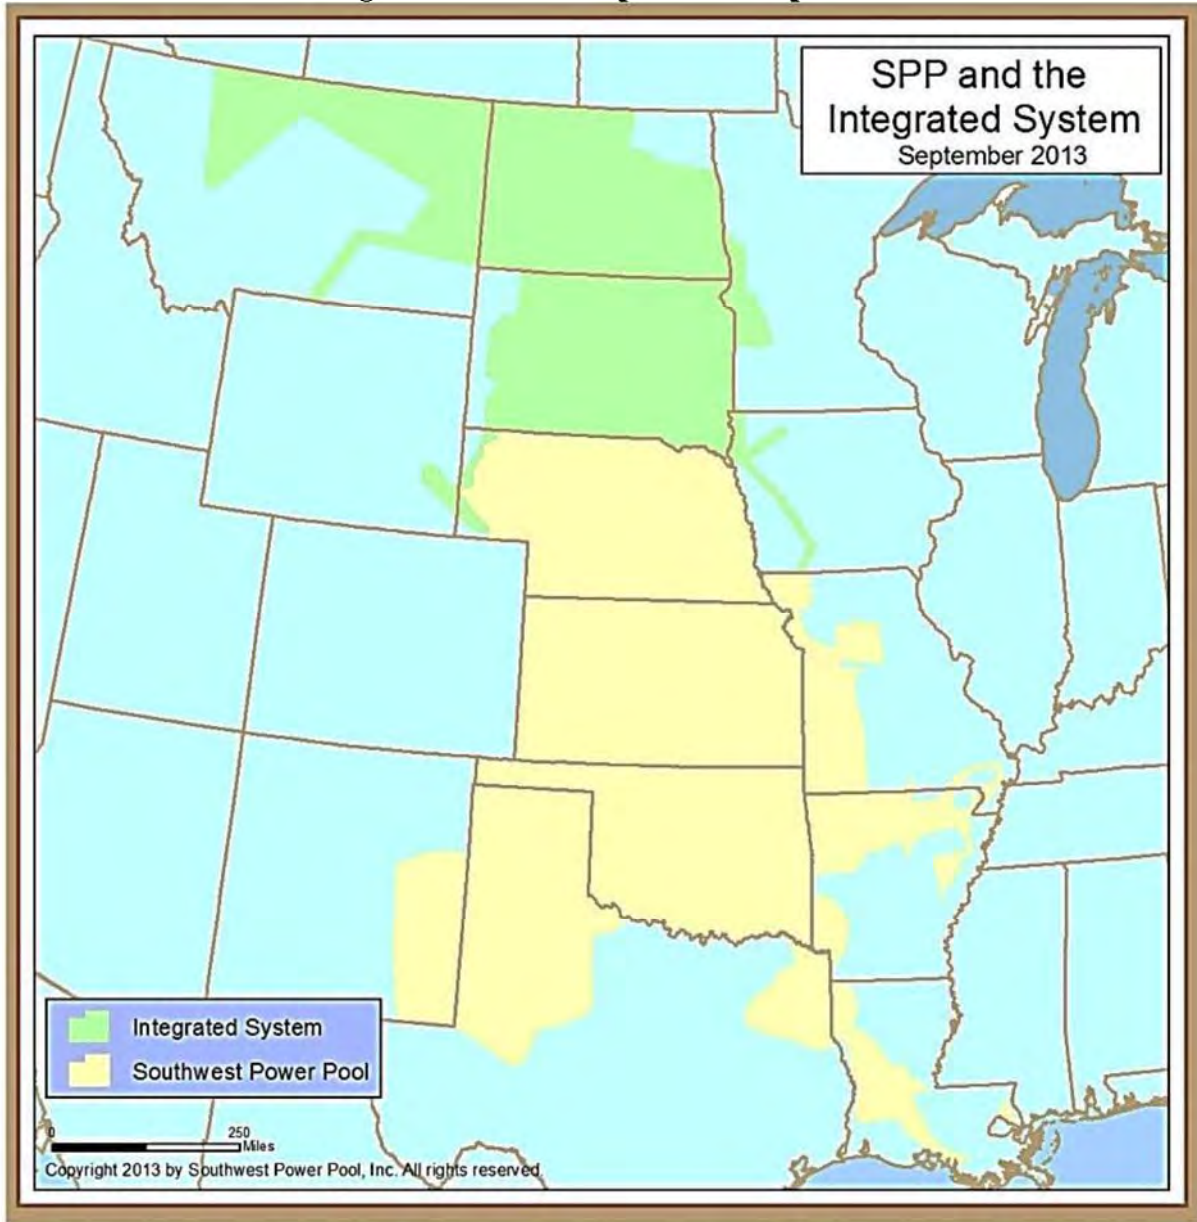 SPP and the
Integrated System
September 2013
Integrated System
Southwest Power Pool
0 250
Miles
Copyright 2013 by Southwest Power Pool, Inc. All rights reserved.